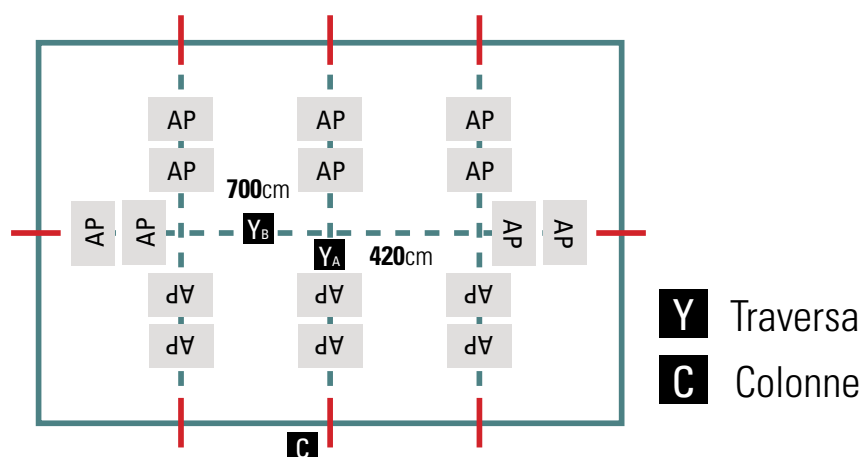 AP AP AP
AP AP AP
700cm
AP AP AP AP
YB
YA 420cm
AP AP AP
AP AP AP
Y Traversa
C Colonne
C